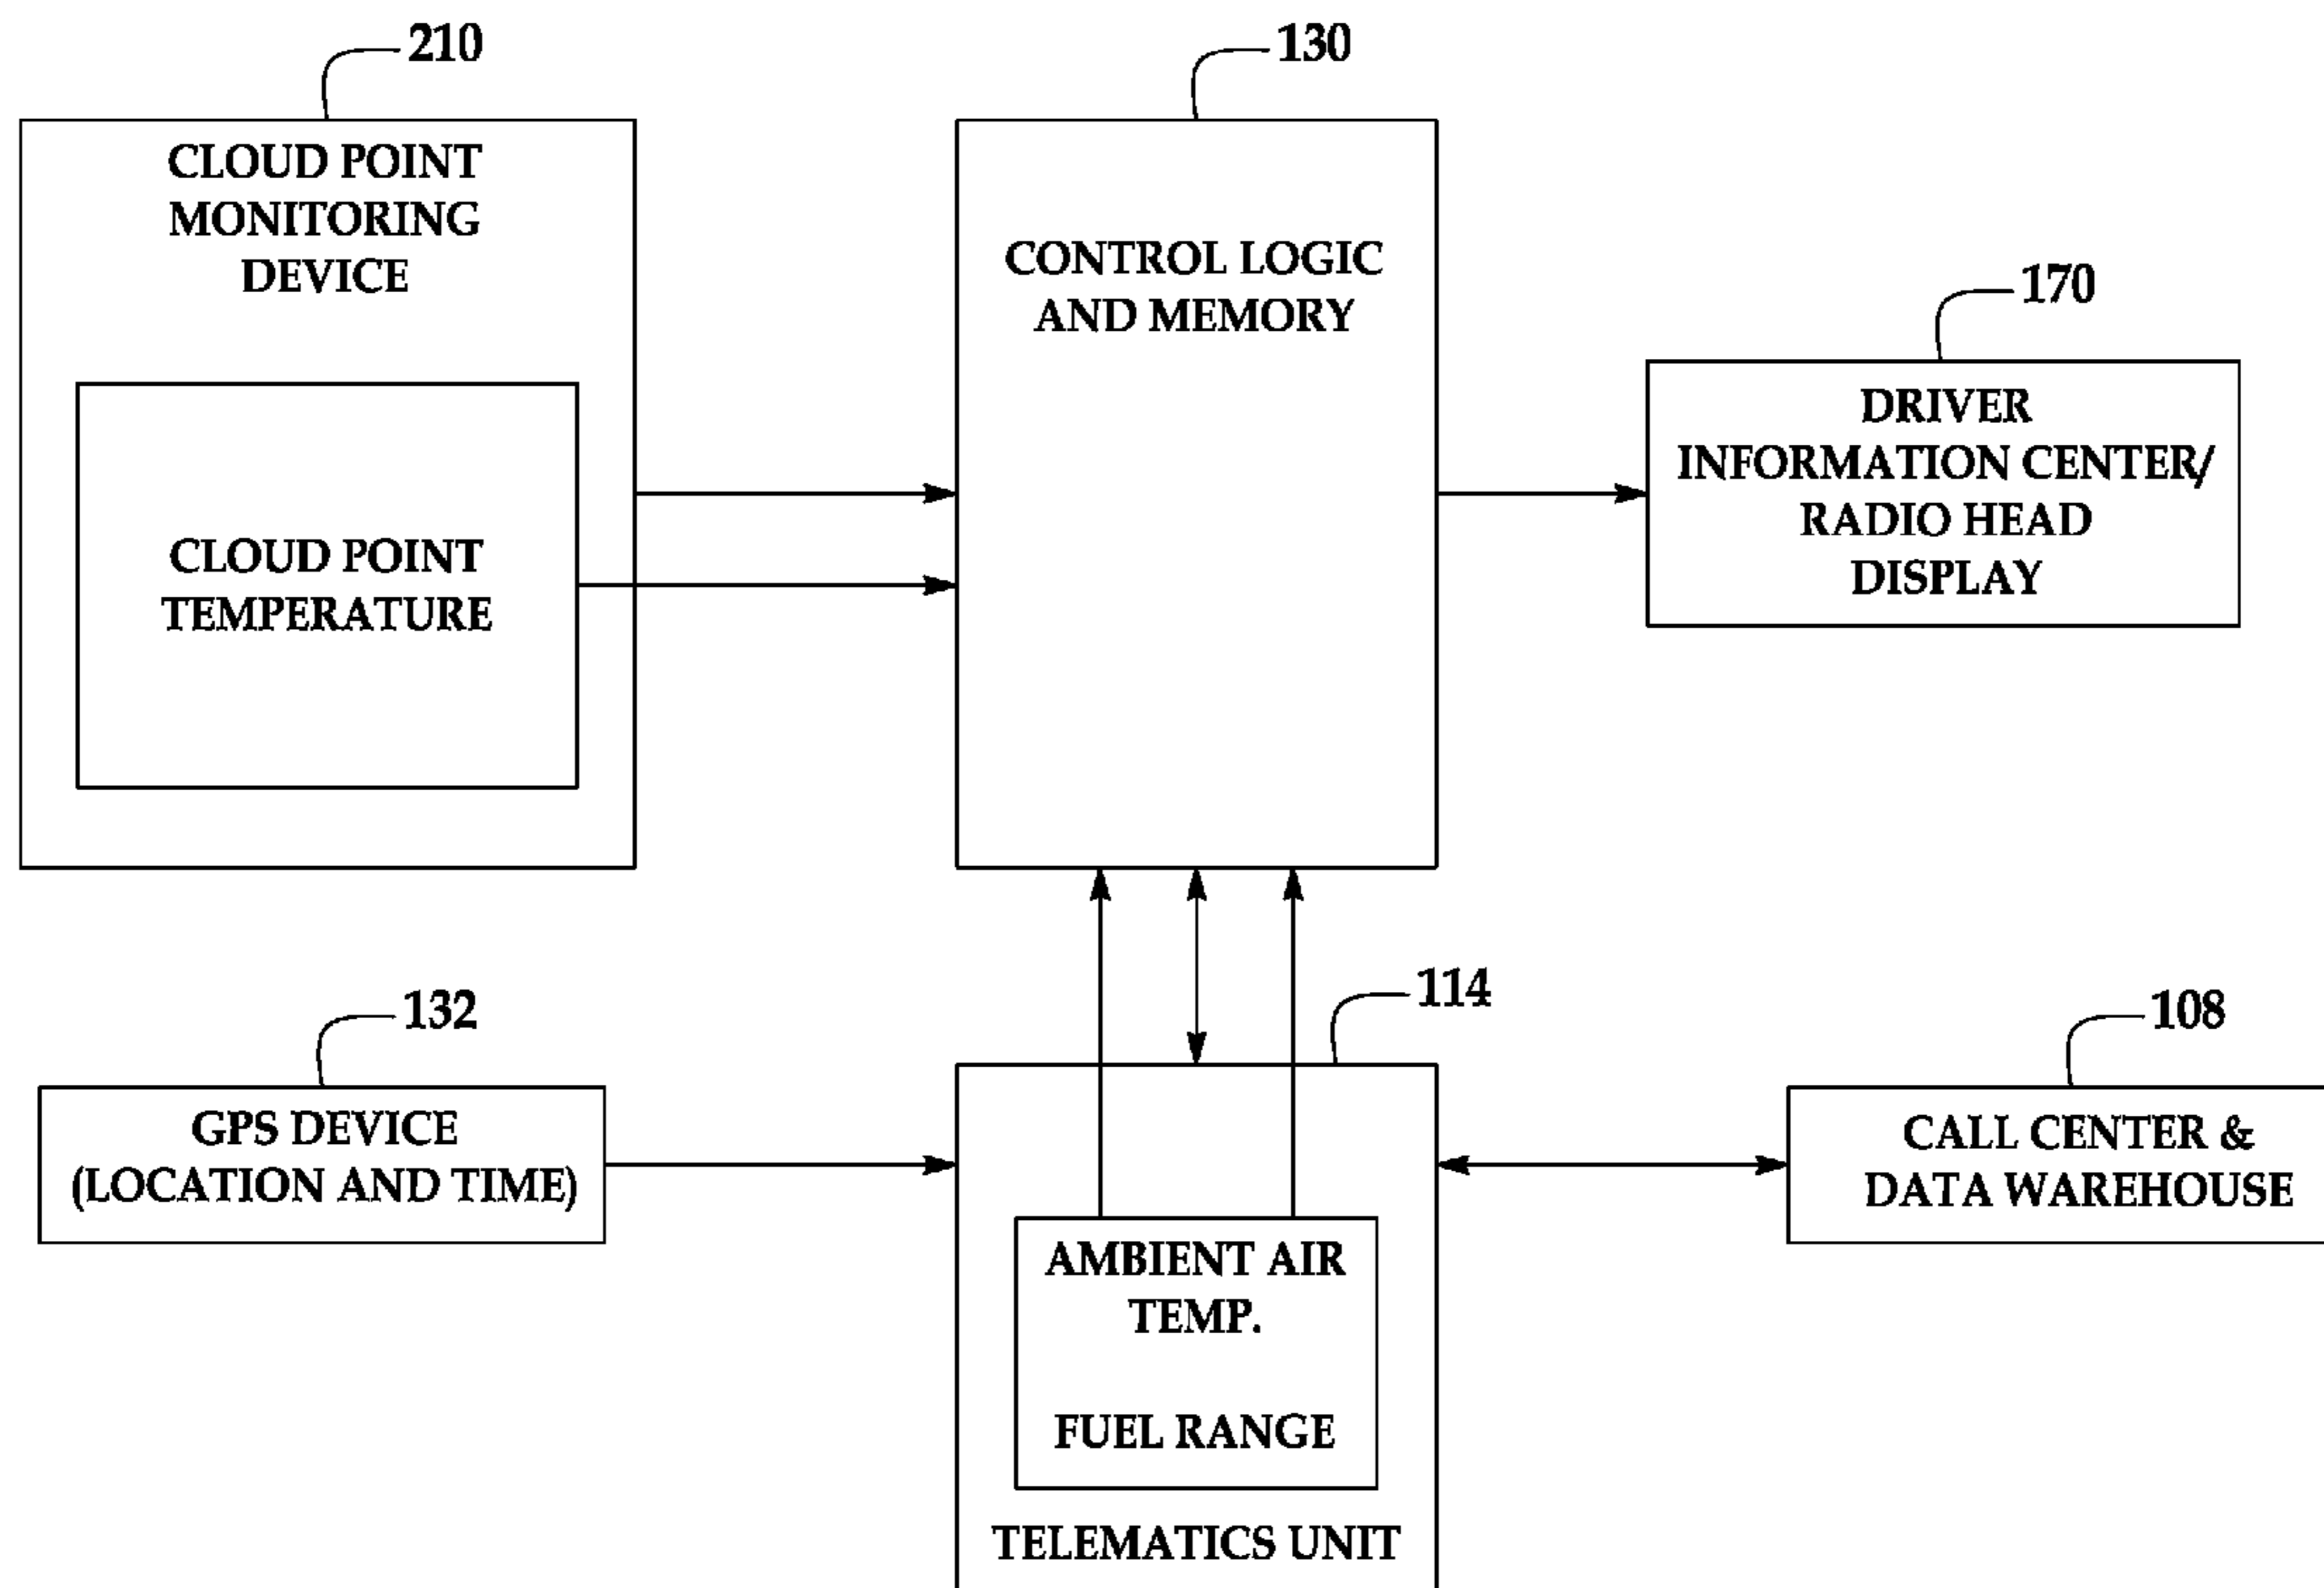 210
130
CLOUD POINT
MONITORING
DEVICE
CLOUD POINT
TEMPERATURE
CONTROL LOGIC
AND MEMORY
170
DRIVER
INFORMATION CENTER/
RADIO HEAD
DISPLAY
132
GPS DEVICE
(LOCATION AND TIME)
114
AMBIENT AIR
TEMP.
FUEL RANGE
TELEMATICS UNIT
108
CALL CENTER &
DATA WAREHOUSE